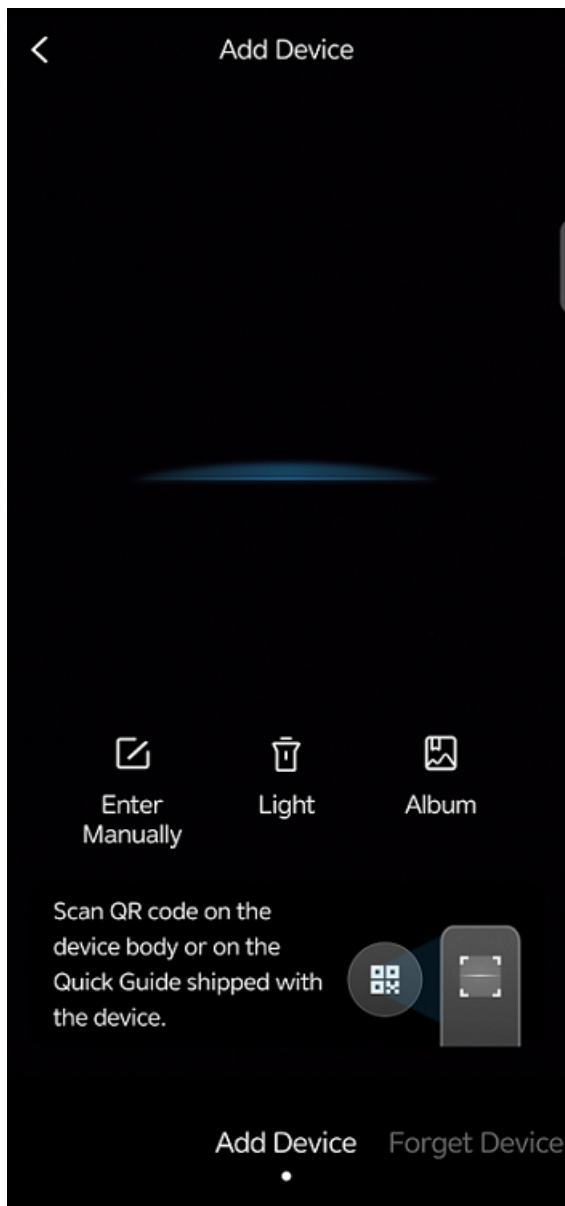 Add Device
Enter
Manually
Light
Album
Scan QR code on the
device body or on the
Quick Guide shipped with
the device.
Add Device
Forget Device